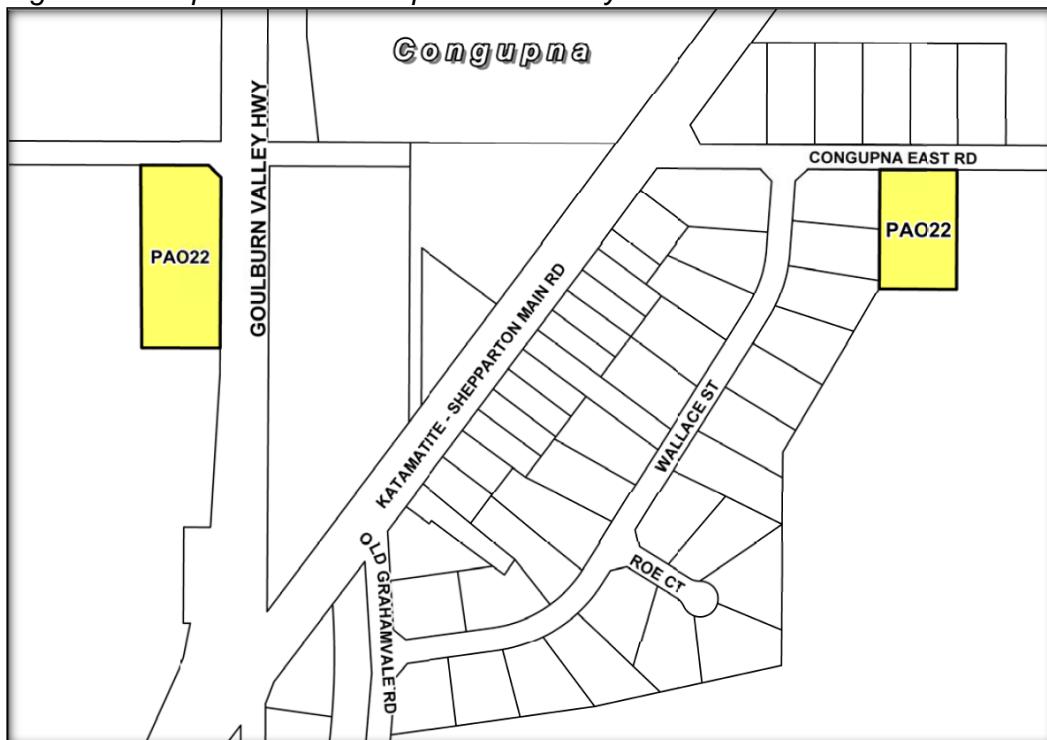 Congupna
GOULBURN VALLEY HWY
CONGUPNA EAST RD
PAO22
PAO22
KATAMATITE - SHEPPARTON MAIN RD
WALLACE ST
OLD GRAHAMVALE RD
ROE CT